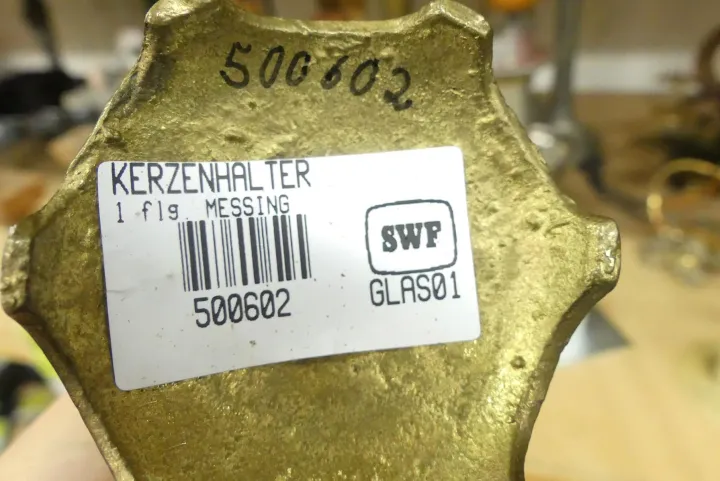 500602
KERZENHALTER
1 flg. MESSING
SWF
500602
GLAS01